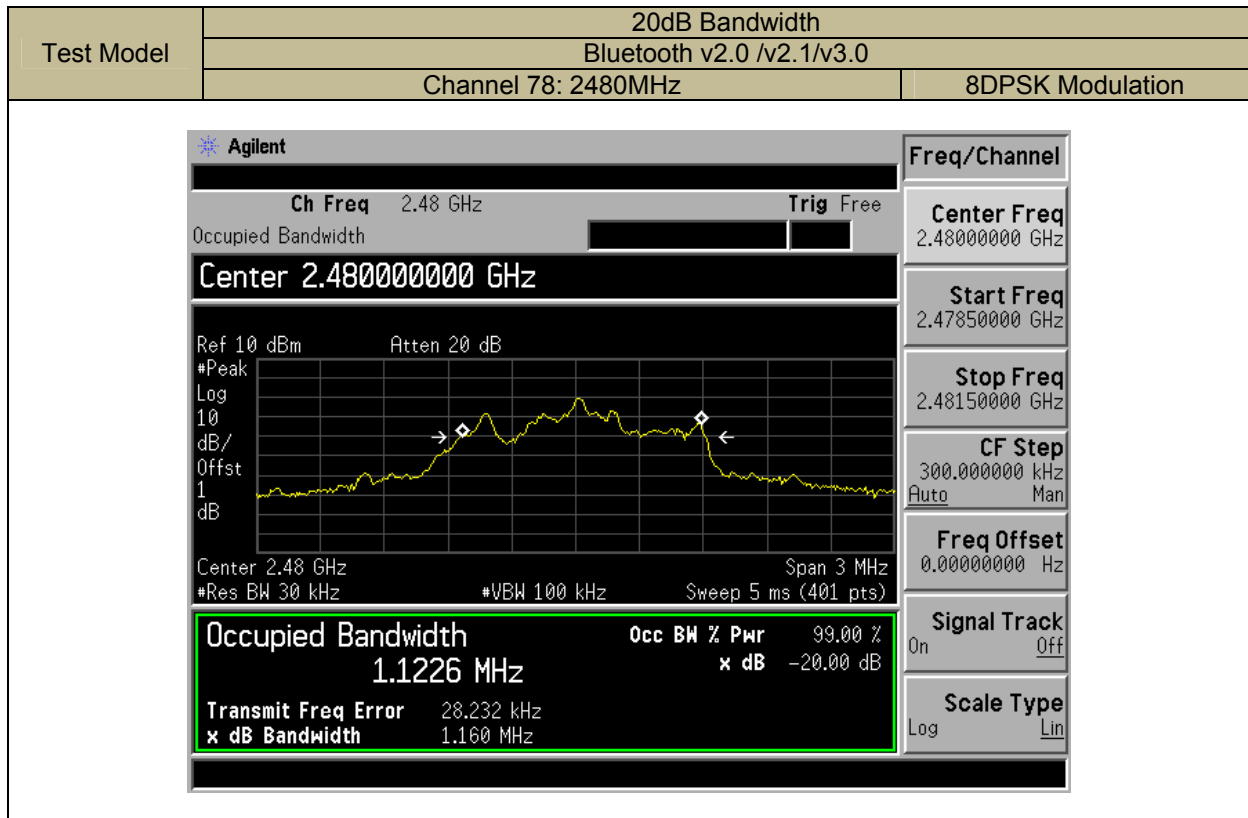 20dB Bandwidth
Test Model
Bluetooth v2.0 /v2.1/v3.0
Channel 78: 2480MHz
8DPSK Modulation
Agilent
Freq/Channel
Ch Freq 2.48 GHz
Trig Free
Occupied Bandwidth
Center 2.480000000 GHz
Center Freq
2.48000000 GHz
Start Freq
2.47850000 GHz
Stop Freq
2.48150000 GHz
CF Step
300.000000 kHz
Auto Man
Freq Offset
0.00000000 Hz
Signal Track
On Off
Scale Type
Log Lin
Ref 10 dBm
Atten 20 dB
#Peak
Log
10
dB/
Offst
1
dB
Center 2.48 GHz
Span 3 MHz
#Res BW 30 kHz
#VBW 100 kHz
Sweep 5 ms (401 pts)
Occupied Bandwidth
1.1226 MHz
Occ BW % Pwr 99.00 %
x dB -20.00 dB
Transmit Freq Error 28.232 kHz
x dB Bandwidth 1.160 MHz